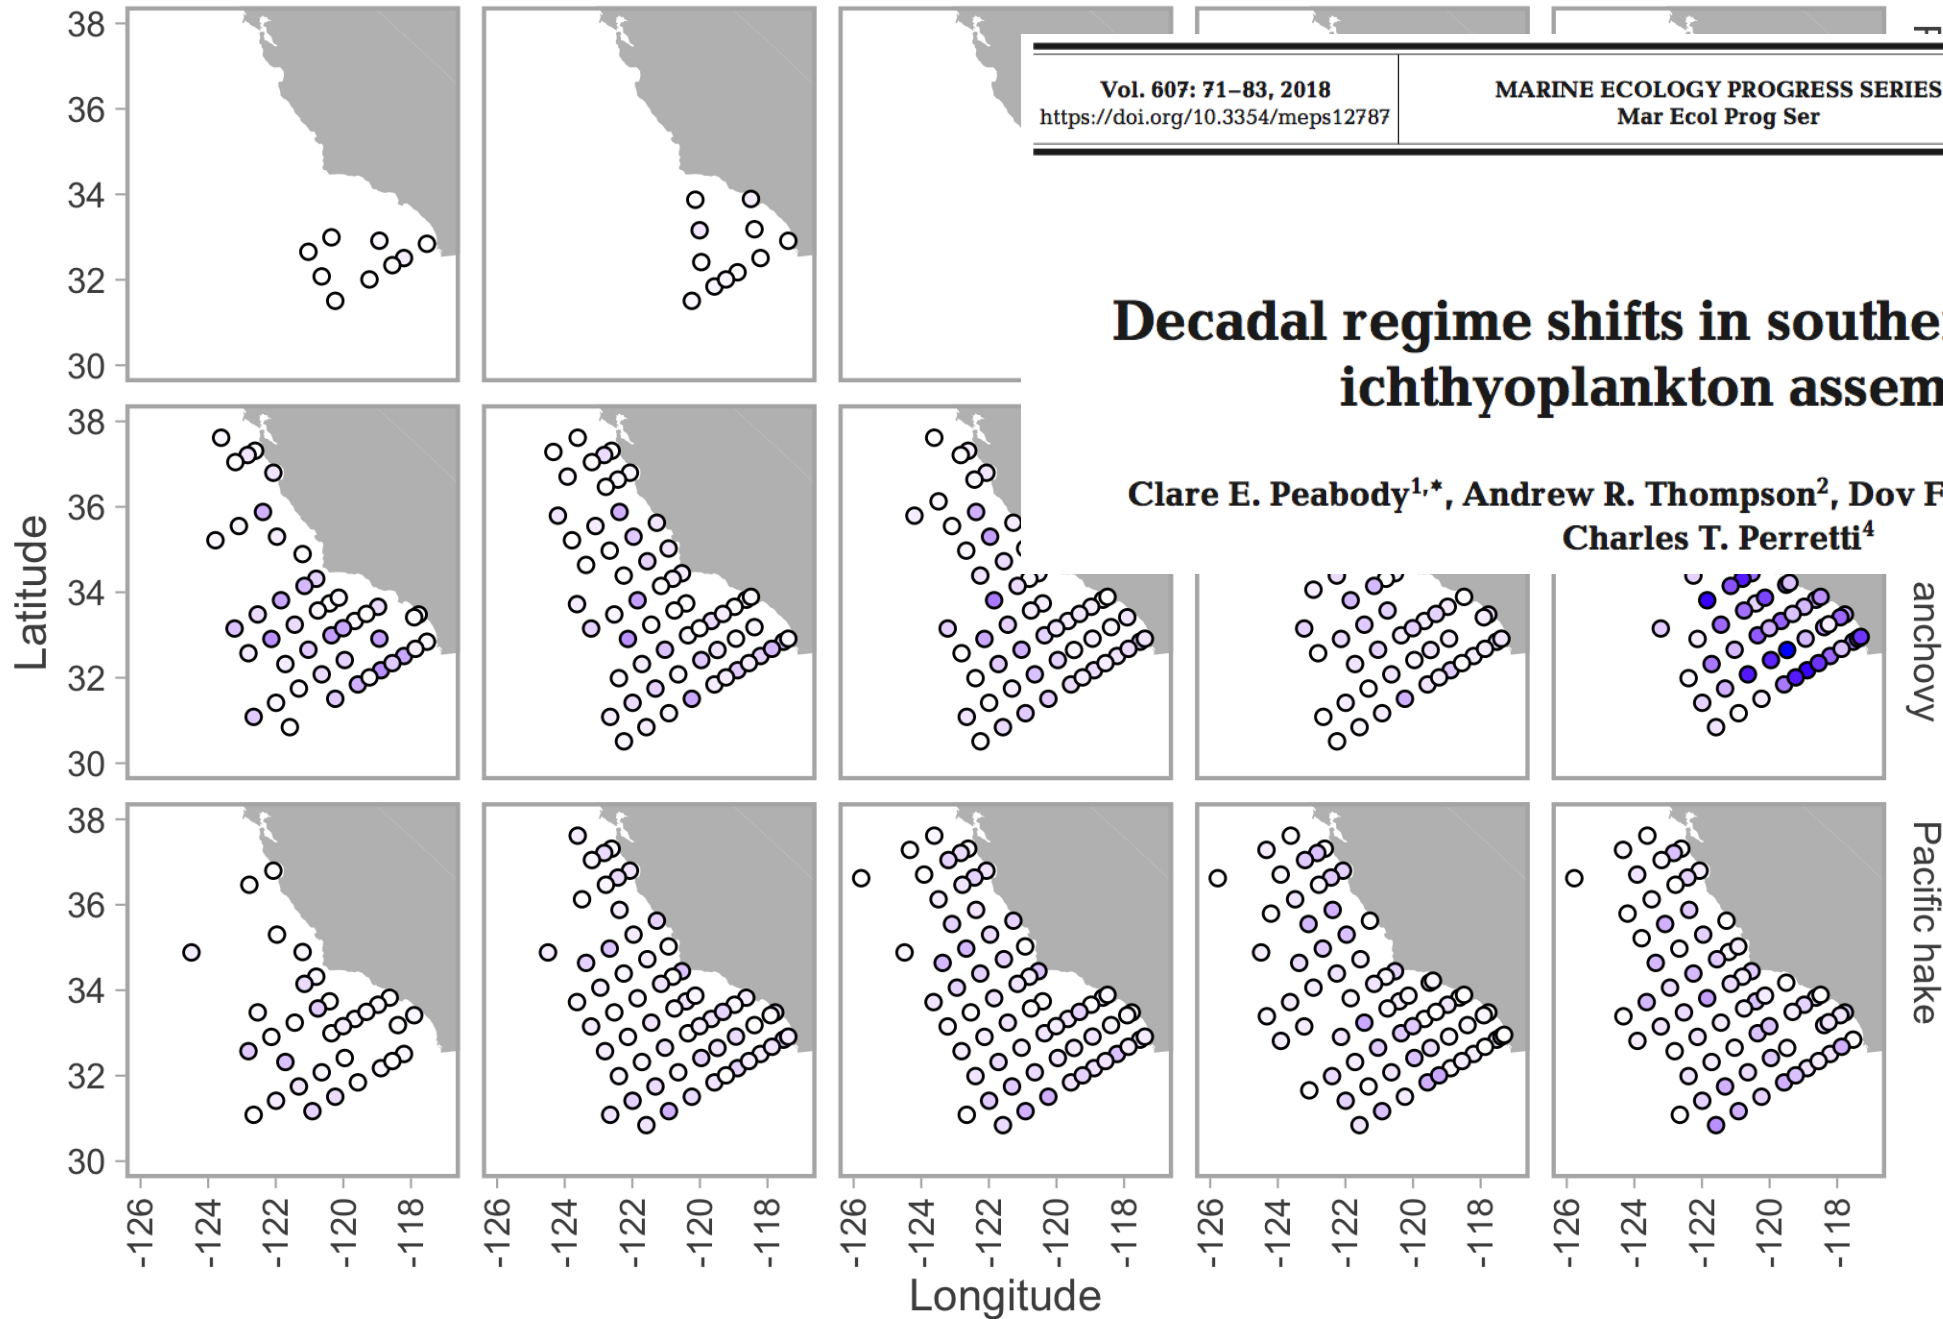 38
36
34
32
30
Vol. 607: 71–83, 2018
https://doi.org/10.3354/meps12787
MARINE ECOLOGY PROGRESS SERIES
Mar Ecol Prog Ser
Decadal regime shifts in southe
ichthyoplankton assem
Clare E. Peabody1,*, Andrew R. Thompson2, Dov F
Charles T. Perretti4
Latitude
38
36
34
32
30
anchovy
38
36
34
32
30
Pacific hake
-126 -124 -122 -120 -118 -126 -124 -122 -120 -118 -126 -124 -122 -120 -118 -126 -124 -122 -120 -118 -126 -124 -122 -120 -118
Longitude